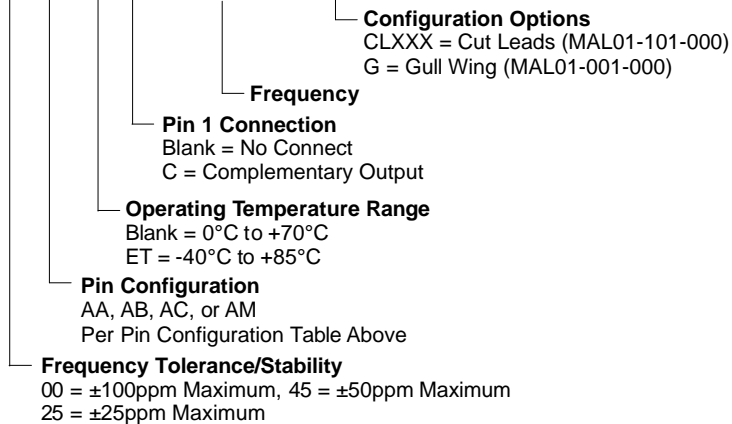 Configuration Options
CLXXX = Cut Leads (MAL01-101-000)
G = Gull Wing (MAL01-001-000)
Frequency
Pin 1 Connection
Blank = No Connect
C = Complementary Output
Operating Temperature Range
Blank = 0°C to +70°C
ET = -40°C to +85°C
Pin Configuration
AA, AB, AC, or AM
Per Pin Configuration Table Above
Frequency Tolerance/Stability
00 = ±100ppm Maximum, 45 = ±50ppm Maximum
25 = ±25ppm Maximum